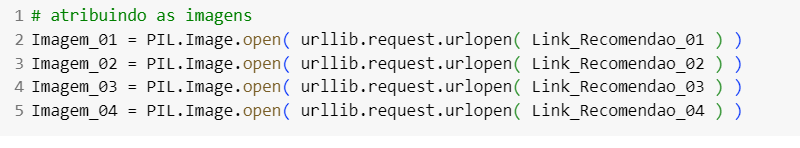 1 # atribuindo as imagens
2 Imagem_01 = PIL.Image.open( urllib.request.urlopen( Link_Recomendao_01 ) )
3 Imagem_02 = PIL.Image.open( urllib.request.urlopen( Link_Recomendao_02 ) )
4 Imagem_03 = PIL.Image.open( urllib.request.urlopen( Link_Recomendao_03 ) )
5 Imagem_04 = PIL.Image.open( urllib.request.urlopen( Link_Recomendao_04 ) )